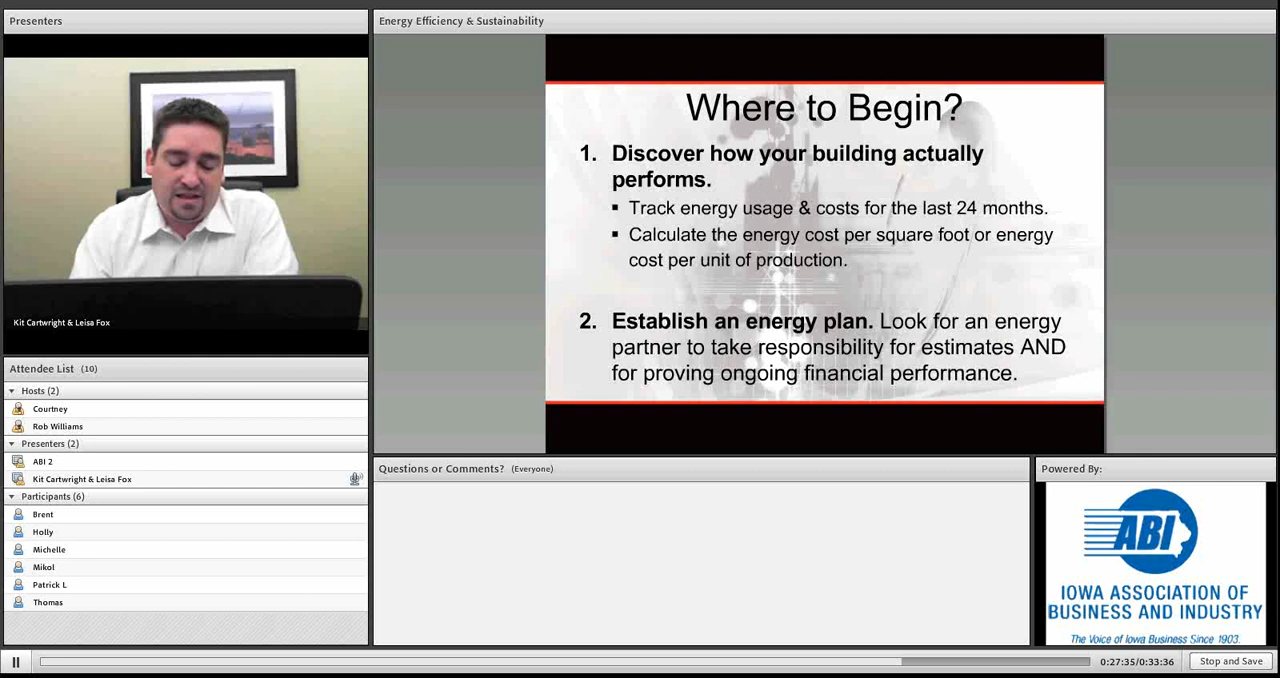 Presenters
Kit Cartwright & Leisa Fox
Attendee List (10)
Hosts (2)
Courtney
Rob Williams
Presenters (2)
ABI 2
Kit Cartwright & Leisa Fox
Participants (6)
Brent
Holly
Michelle
Mikol
Patrick L
Thomas
Energy Efficiency & Sustainability
Where to Begin?
1. Discover how your building actually
performs.
▪ Track energy usage & costs for the last 24 months.
▪ Calculate the energy cost per square foot or energy
cost per unit of production.
2. Establish an energy plan. Look for an energy
partner to take responsibility for estimates AND
for proving ongoing financial performance.
Questions or Comments? (Everyone)
Powered By:
ABI
IOWA ASSOCIATION OF
BUSINESS AND INDUSTRY
The Voice of Iowa Business Since 1903.
0:27:35/0:33:36
Stop and Save